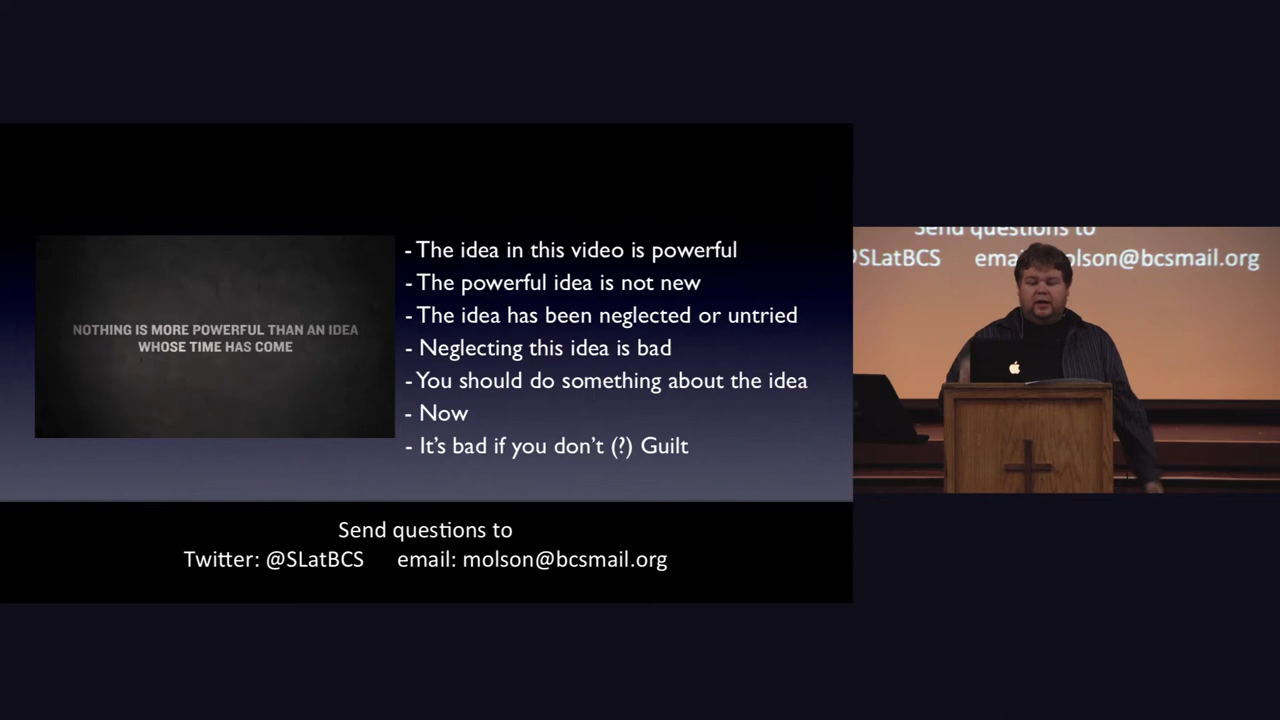 NOTHING IS MORE POWERFUL THAN AN IDEA
WHOSE TIME HAS COME
- The idea in this video is powerful
- The powerful idea is not new
- The idea has been neglected or untried
- Neglecting this idea is bad
- You should do something about the idea
- Now
- It's bad if you don't (?) Guilt
Send questions to
Twitter: @SLatBCS email: molson@bcsmail.org
Send questions to
@SLatBCS email: molson@bcsmail.org